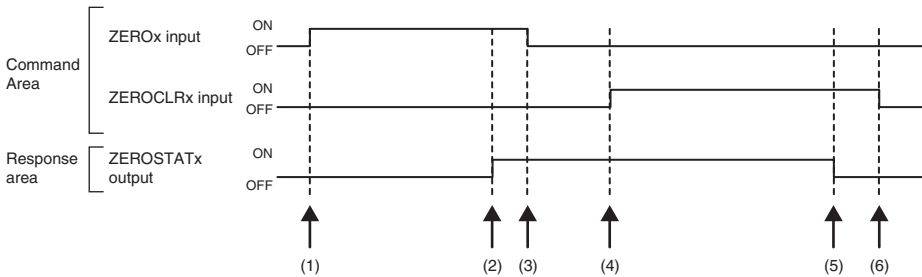 Command
Area
ZEROx input
ON
OFF
ZEROCLRx input
ON
OFF
Response
area
ZEROSTATx
output
ON
OFF
(1)
(2)
(3)
(4)
(5)
(6)